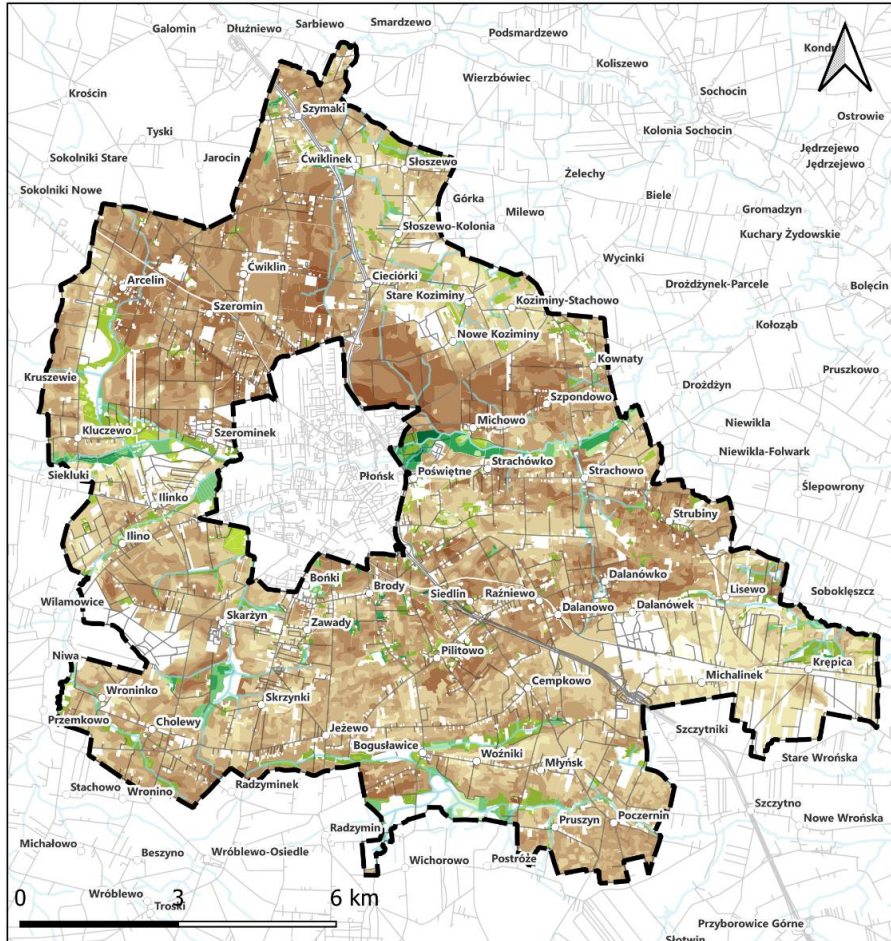 Galomin
Dłużniewo
Sarbiewo
Smardzewo
Podsmardzewo
Kondr
Koliszewo
Wierzbówiec
Sochocin
Krościn
Szymaki
Ostrowie
Tyski
Kolonia Sochocin
Jędrzejewo
Sokolniki Stare
Jarocin
Ćwiklinek
Słoszewo
Jędrzejewo
Żelechy
Sokolniki Nowe
Górka
Biele
Milewo
Gromadzyn
Słoszewo-Kolonia
Kuchary Żydowskie
Wycinki
Ćwiklin
Arcelin
Cieciórki
Drożdżynek-Parcele
Bolęcin
Stare Koziminy
Koziminy-Stachowo
Szeromin
Kołoząb
Nowe Koziminy
Kownaty
Pruszkowo
Kruszewie
Drożdżyn
Szpondowo
Niewikla
Kluczewo
Szerominek
Michowo
Niewikla-Folwark
Siekluki
Płońsk
Poświętne
Strachówko
Strachowo
Ślepowrony
Ilinko
Strubiny
Ilino
Bońki
Dalanówko
Brody
Siedlin
Raźniewo
Lisewo
Sobokleszcz
Wilamowice
Dalanowo
Dalanówek
Skarżyn
Zawady
Pilitowo
Niwa
Krępica
Michalinek
Wroninko
Cempkowo
Skrzynki
Przemkowo
Cholewy
Szczytniki
Jeżewo
Bogusławice
Woźniki
Stare Wrońska
Młyńsk
Stachowo
Wronino
Radzyminek
Szczytno
Nowe Wrońska
Radzymin
Pruszyn
Poczernin
Michałowo
Beszyno
Wróblewo-Osiedle
Wichorowo
Postróże
Wróblewo
0
3
6 km
Troski
Przyborowice Górne
Słotwin